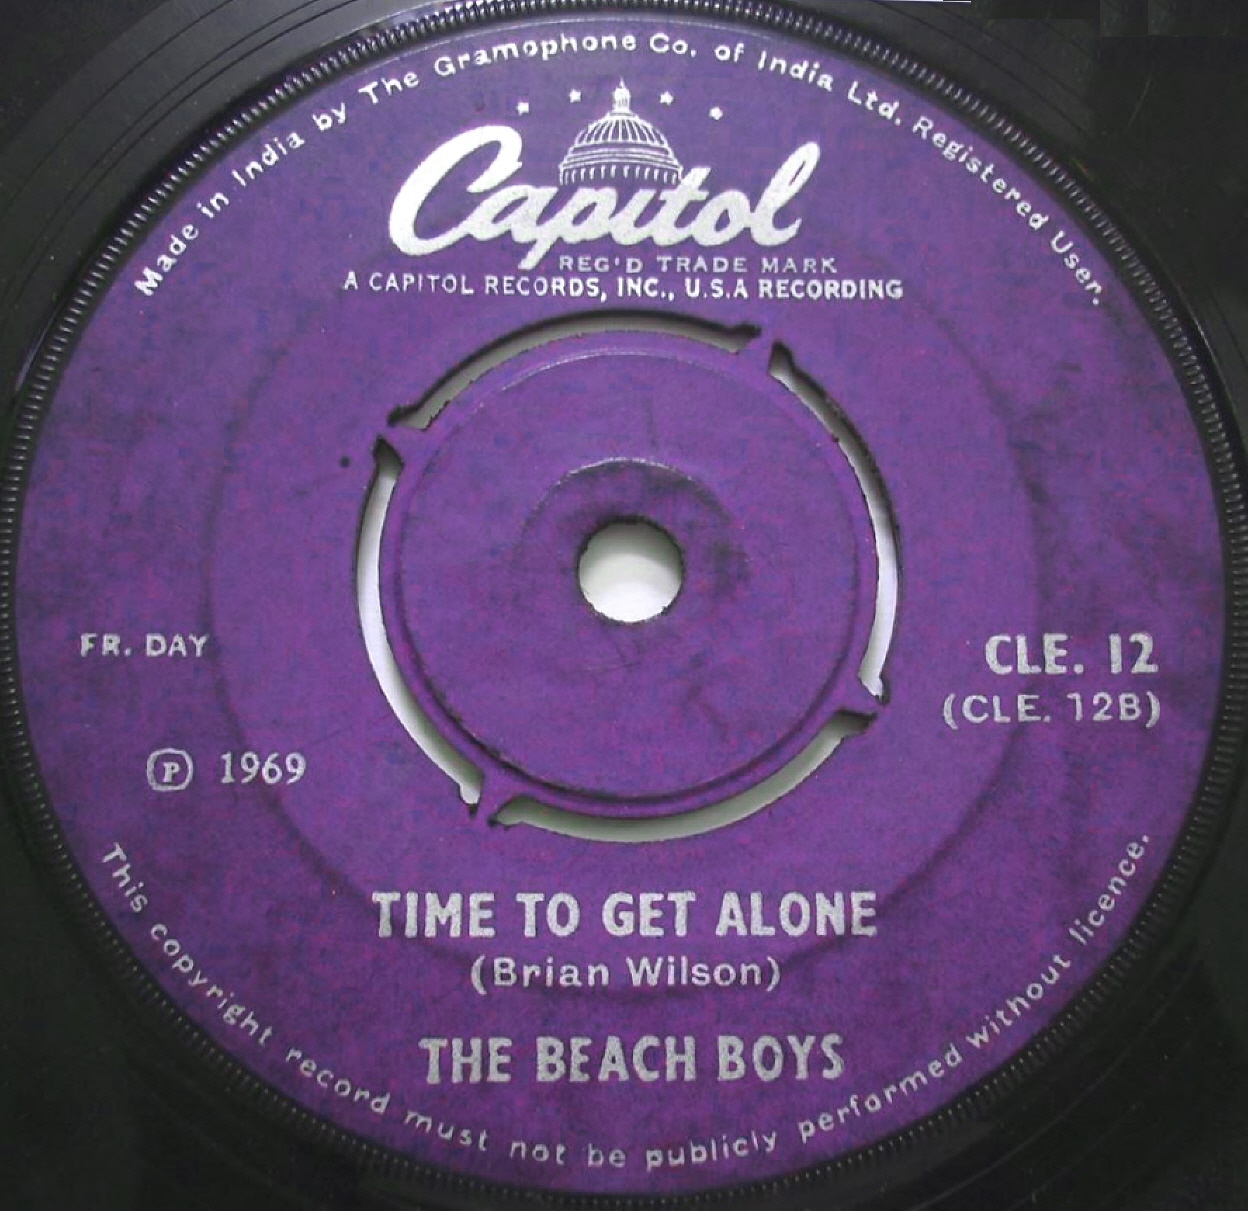 Made in India by The Gramophone Co. of India Ltd. Registered User.
Capitol
REG'D TRADE MARK
A CAPITOL RECORDS, INC., U.S.A RECORDING
FR. DAY
CLE. 12
(CLE. 12B)
Ⓟ 1969
TIME TO GET ALONE
(Brian Wilson)
THE BEACH BOYS
This copyright record must not be publicly performed without licence.